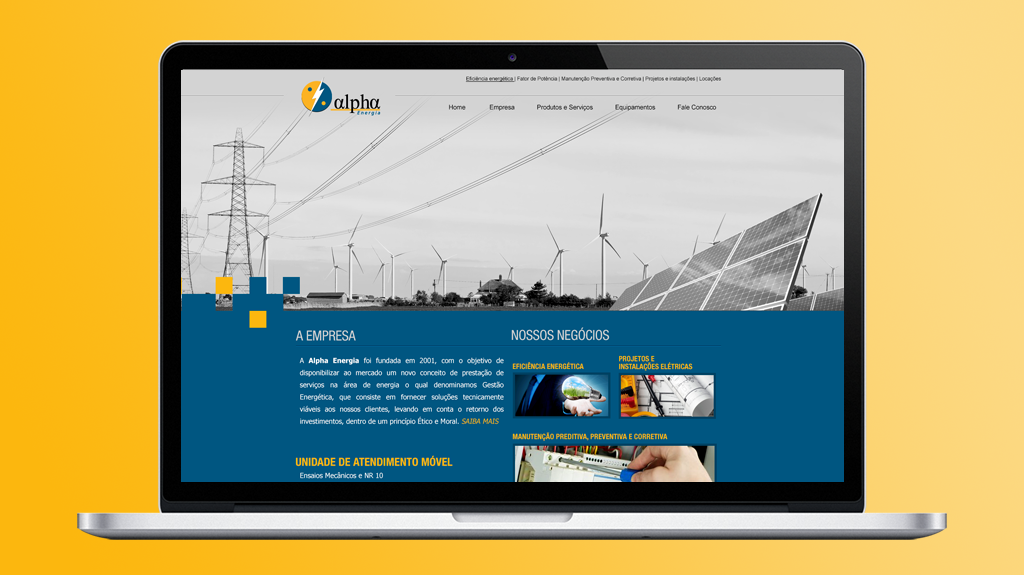 Eficiência energética | Fator de Potência | Manutenção Preventiva e Corretiva | Projetos e instalações | Locações
alpha
Energia
Home Empresa Produtos e Serviços Equipamentos Fale Conosco
A EMPRESA
A Alpha Energia foi fundada em 2001, com o objetivo de
disponibilizar ao mercado um novo conceito de prestação de
serviços na área de energia o qual denominamos Gestão
Energética, que consiste em fornecer soluções tecnicamente
viáveis aos nossos clientes, levando em conta o retorno dos
investimentos, dentro de um princípio Ético e Moral. SAIBA MAIS
UNIDADE DE ATENDIMENTO MÓVEL
Ensaios Mecânicos e NR 10
NOSSOS NEGÓCIOS
EFICIÊNCIA ENERGÉTICA
PROJETOS E
INSTALAÇÕES ELÉTRICAS
MANUTENÇÃO PREDITIVA, PREVENTIVA E CORRETIVA